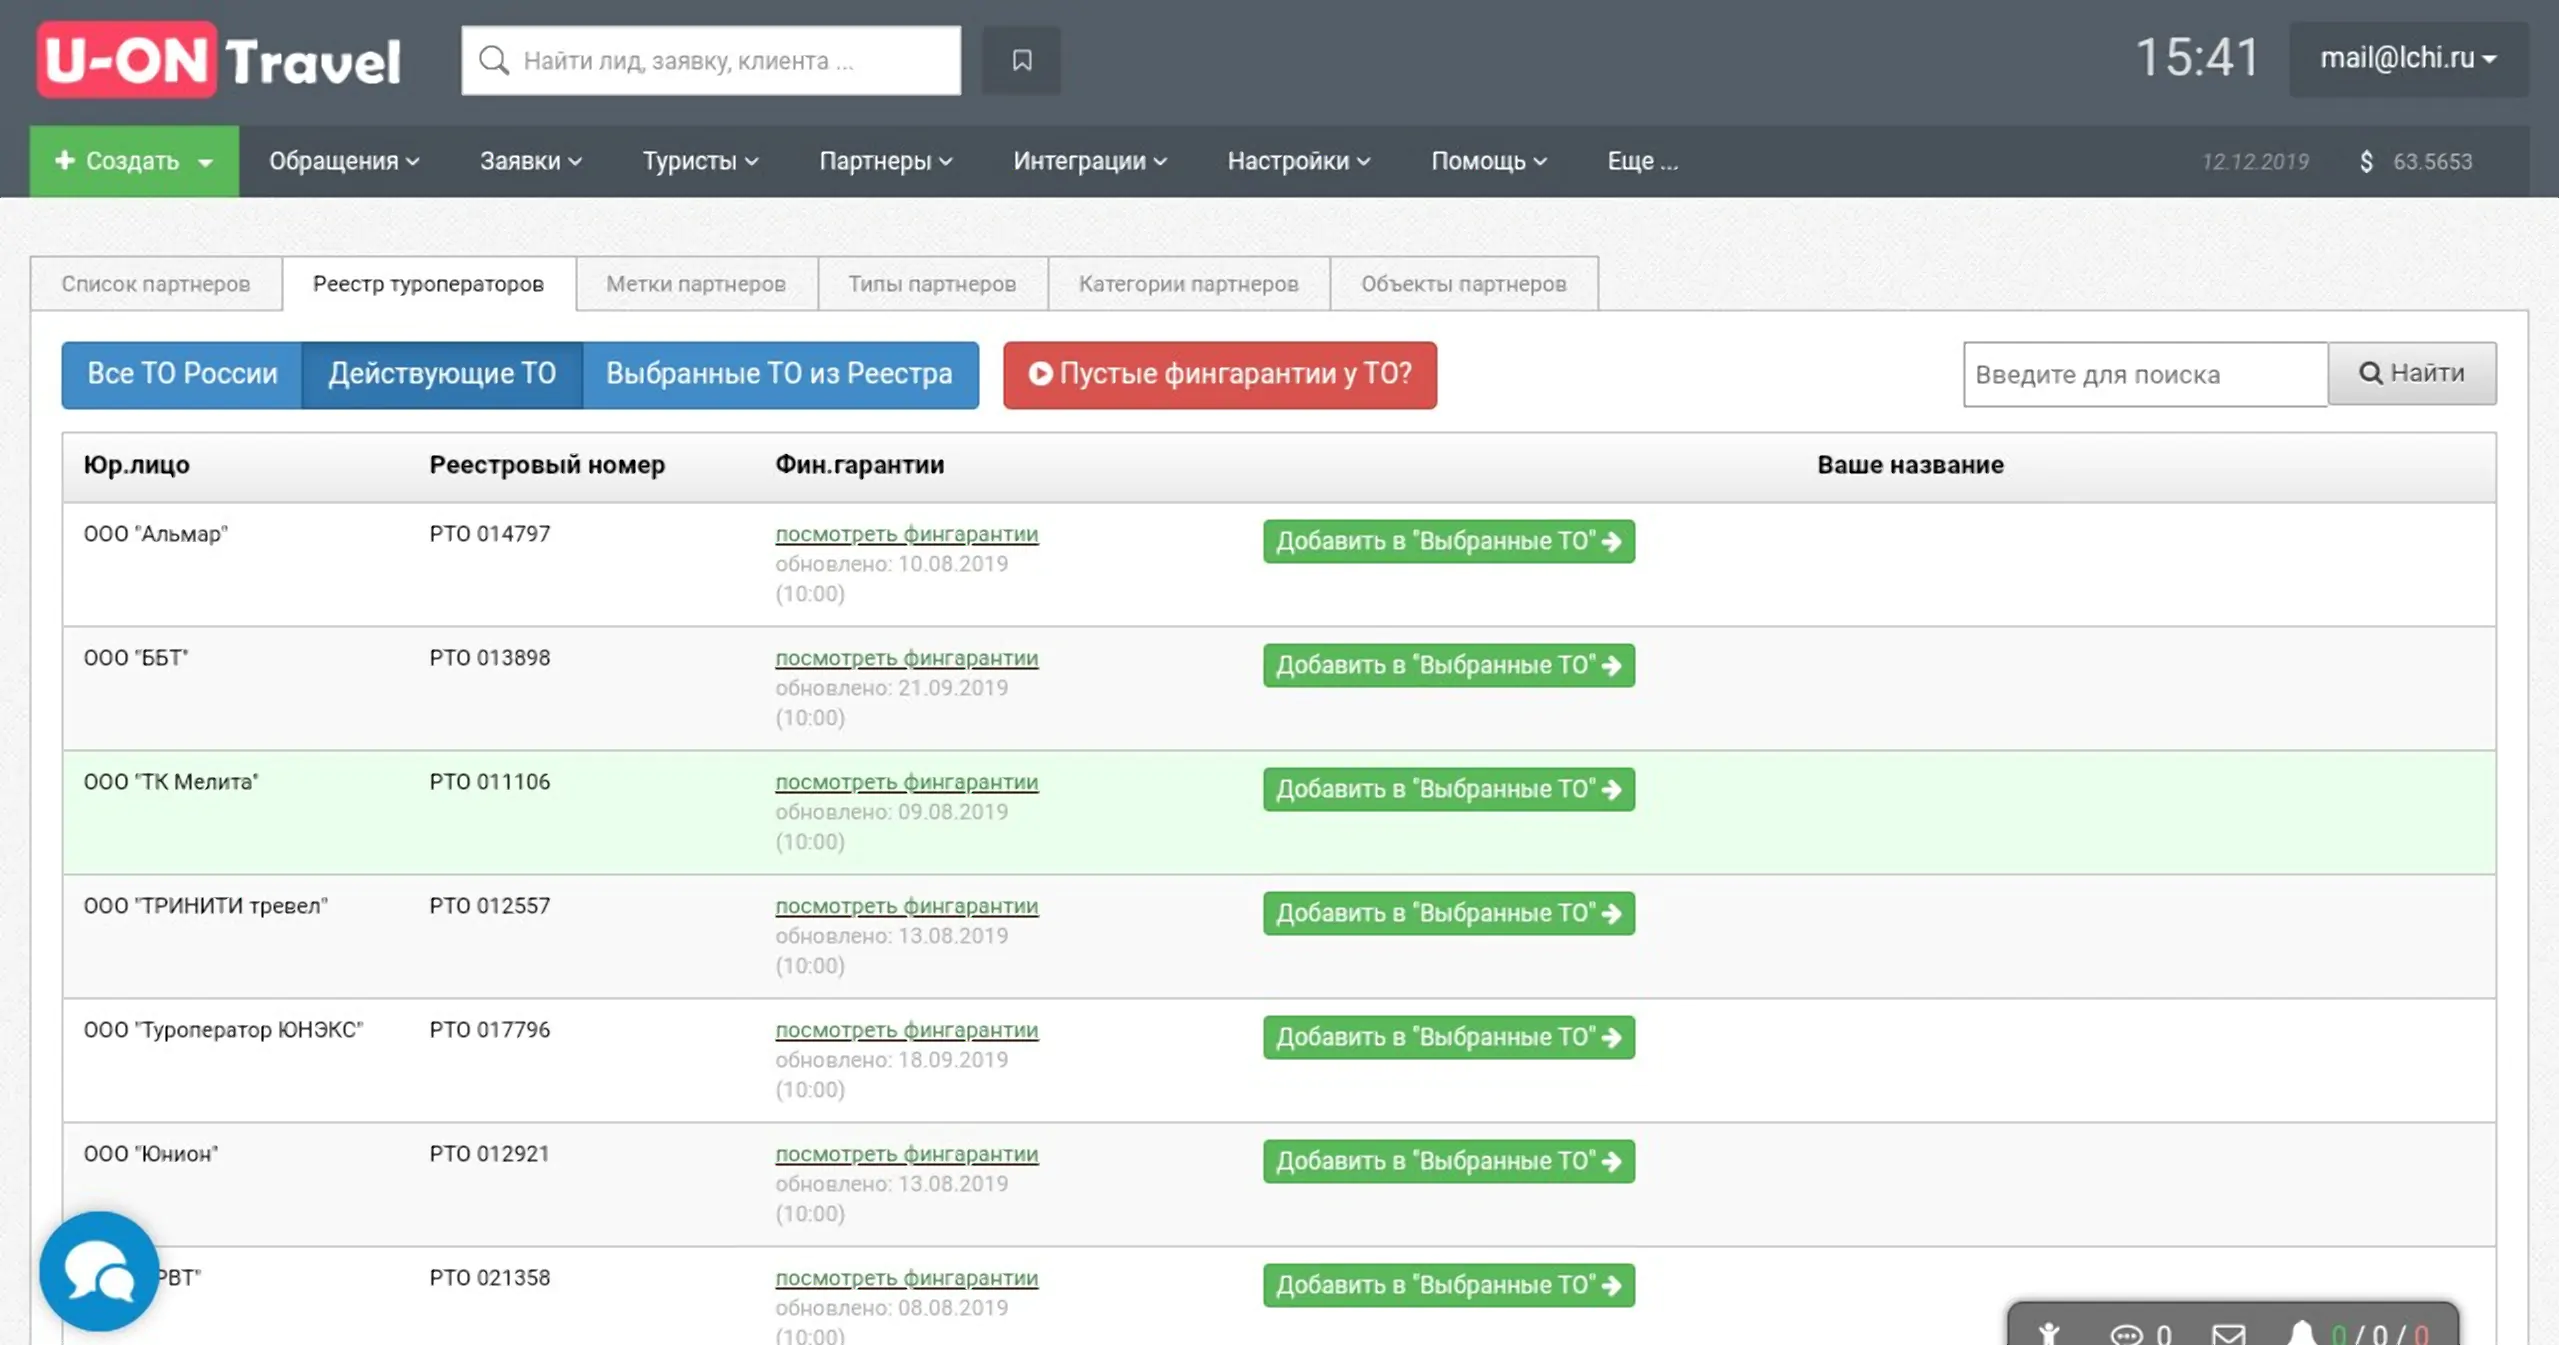 U-ON Travel
Найти лид, заявку, клиента ...
15:41
mail@lchi.ru
Создать
Обращения
Заявки
Туристы
Партнеры
Интеграции
Настройки
Помощь
Еще ...
12.12.2019
$ 63.5653
Список партнеров
Реестр туроператоров
Метки партнеров
Типы партнеров
Категории партнеров
Объекты партнеров
Все ТО России
Действующие ТО
Выбранные ТО из Реестра
Пустые фингарантии у ТО?
Введите для поиска
Найти
Юр.лицо
Реестровый номер
Фин.гарантии
Ваше название
ООО "Альмар"
РТО 014797
посмотреть фингарантии
обновлено: 10.08.2019
(10:00)
Добавить в "Выбранные ТО"
ООО "ББТ"
РТО 013898
посмотреть фингарантии
обновлено: 21.09.2019
(10:00)
Добавить в "Выбранные ТО"
ООО "ТК Мелита"
РТО 011106
посмотреть фингарантии
обновлено: 09.08.2019
(10:00)
Добавить в "Выбранные ТО"
ООО "ТРИНИТИ тревел"
РТО 012557
посмотреть фингарантии
обновлено: 13.08.2019
(10:00)
Добавить в "Выбранные ТО"
ООО "Туроператор ЮНЭКС"
РТО 017796
посмотреть фингарантии
обновлено: 18.09.2019
(10:00)
Добавить в "Выбранные ТО"
ООО "Юнион"
РТО 012921
посмотреть фингарантии
обновлено: 13.08.2019
(10:00)
Добавить в "Выбранные ТО"
РВТ"
РТО 021358
посмотреть фингарантии
обновлено: 08.08.2019
(10:00)
Добавить в "Выбранные ТО"
0
0 / 0 / 0